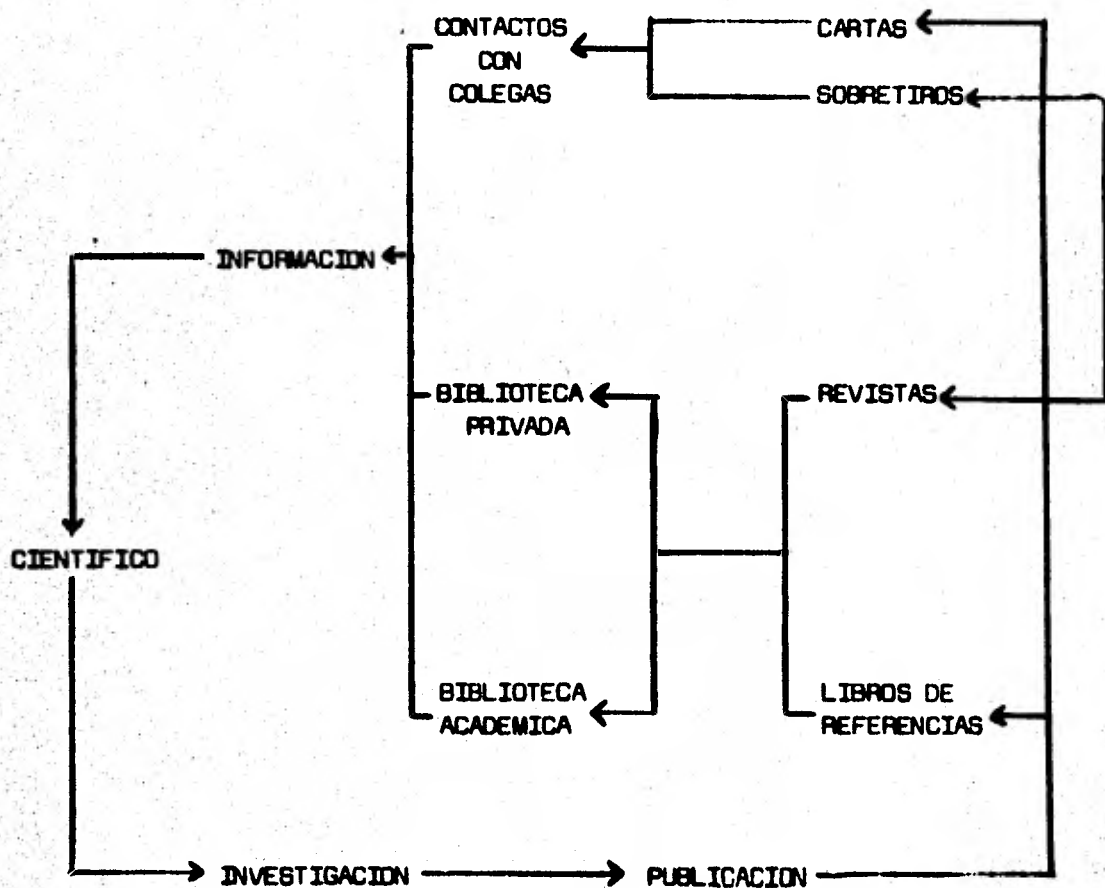 CONTACTOS
CON
COLEGAS
CARTAS
SOBRETIROS
INFORMACION
BIBLIOTECA
PRIVADA
REVISTAS
CIENTIFICO
BIBLIOTECA
ACADEMICA
LIBROS DE
REFERENCIAS
INVESTIGACION
PUBLICACION